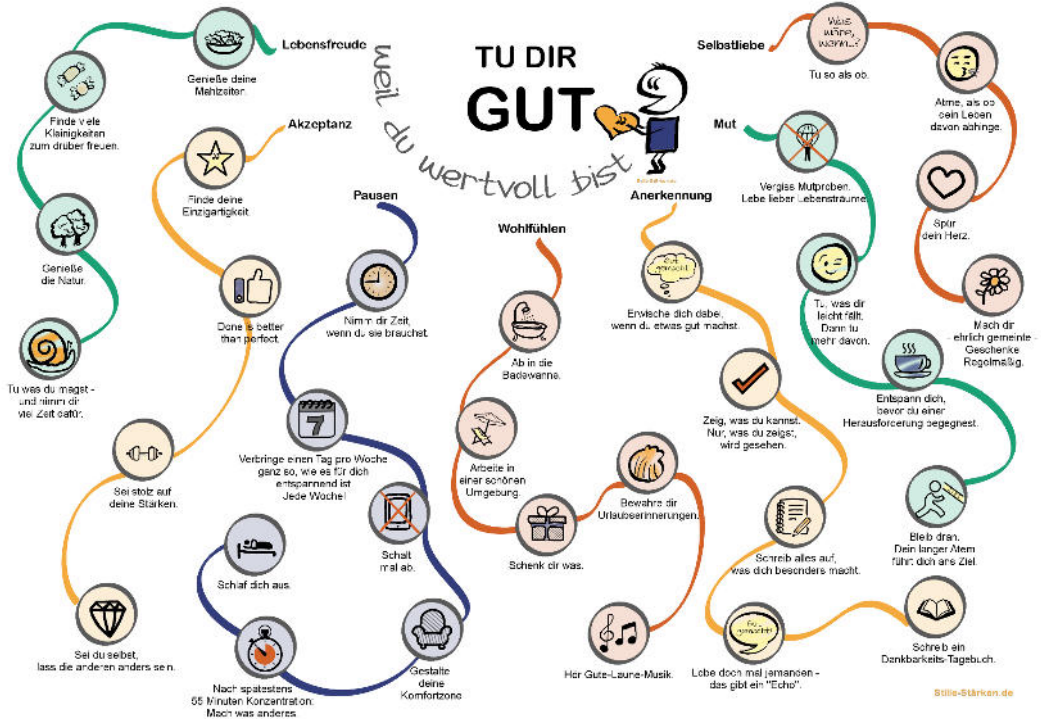 TU DIR
GUT
weil du wertvoll bist
Stille-Stärken.de
Lebensfreude
Genieße deine
Mahlzeiten.
Finde viele
Kleinigkeiten
zum drüber freuen.
Genieße
die Natur.
Tu was du magst -
und nimm dir
viel Zeit dafür.
Akzeptanz
Finde deine
Einzigartigkeit
Done is better
than perfect.
Sei stolz auf
deine Stärken.
Sei du selbst,
lass die anderen anders sein.
Pausen
Nimm dir Zeit,
wenn du sie brauchst.
7
Verbringe einen Tag pro Woche
ganz so, wie es für dich
entspannend ist
Jede Woche!
Schalt
mal ab.
Gestalte
deine
Komfortzone
Nach spätestens
55 Minuten Konzentration:
Mach was anderes
Schlaf dich aus.
Wohlfühlen
Ab in die
Badewanne.
Arbeite in
einer schönen
Umgebung.
Schenk dir was.
Bewahre dir
Urlaubserinnerungen.
Hör Gute-Laune-Musik.
Anerkennung
Gut
gemacht
Erwische dich dabei,
wenn du etwas gut machst.
Zeig, was du kannst.
Nur, was du zeigst,
wird gesehen.
Schreib alles auf,
was dich besonders macht.
Gut
gemacht!
Lobe doch mal jemanden -
das gibt ein "Echo".
Schreib ein
Dankbarkeits-Tagebuch.
Mut
Vergiss Mutproben.
Lebe lieber Lebensträume.
Tu, was dir
leicht fällt.
Dann tu
mehr davon.
Entspann dich,
bevor du einer
Herausforderung begegnest.
Bleib dran.
Dein langer Atem
führt dich ans Ziel.
Selbstliebe
Was
wäre,
wenn...?
Tu so als ob.
Atme, als ob
dein Leben
davon abhinge.
Spür
dein Herz.
Mach dir
- ehrlich gemeinte -
Geschenke
Regelmäßig.
Stille-Stärken.de